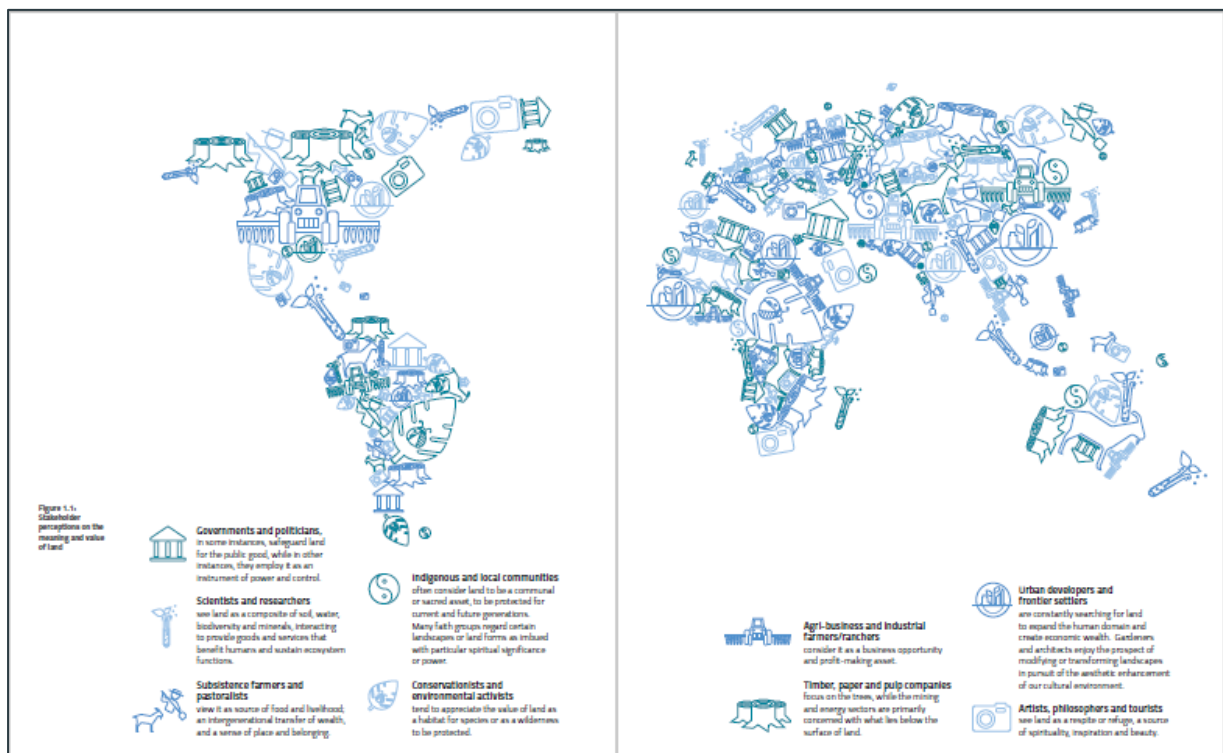 Figure 1.1:
Stakeholder
perceptions on the
meaning and value
of land
Governments and politicians,
in some instances, safeguard land
for the public good, while in other
instances, they employ it as an
instrument of power and control.
Scientists and researchers
see land as a composite of soil, water,
biodiversity and minerals, interacting
to provide goods and services that
benefit humans and sustain ecosystem
functions.
Subsistence farmers and
pastoralists
view it as source of food and livelihood;
an intergenerational transfer of wealth,
and a sense of place and belonging.
Indigenous and local communities
often consider land to be a communal
or sacred asset, to be protected for
current and future generations.
Many faith groups regard certain
landscapes or land forms as imbued
with particular spiritual significance
or power.
Conservationists and
environmental activists
tend to appreciate the value of land as
a habitat for species or as a wilderness
to be protected.
Agri-business and industrial
farmers/ranchers
consider it as a business opportunity
and profit-making asset.
Timber, paper and pulp companies
focus on the trees, while the mining
and energy sectors are primarily
concerned with what lies below the
surface of land.
Urban developers and
frontier settlers
are constantly searching for land
to expand the human domain and
create economic wealth. Gardeners
and architects enjoy the prospect of
modifying or transforming landscapes
in pursuit of the aesthetic enhancement
of our cultural environment.
Artists, philosophers and tourists
see land as a respite or refuge, a source
of spirituality, inspiration and beauty.